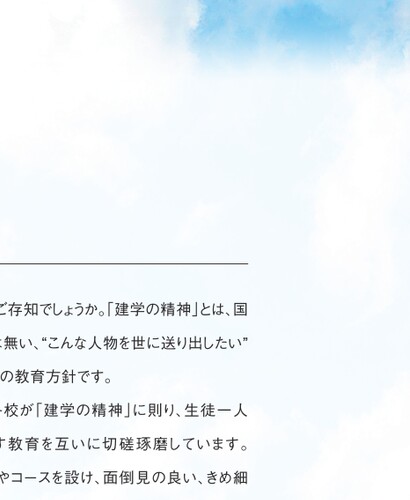 ご存知でしょうか。「建学の精神」とは、国
無い、“こんな人物を世に送り出したい”
の教育方針です。
校が「建学の精神」に則り、生徒一人
す教育を互いに切磋琢磨しています。
やコースを設け、面倒見の良い、きめ細